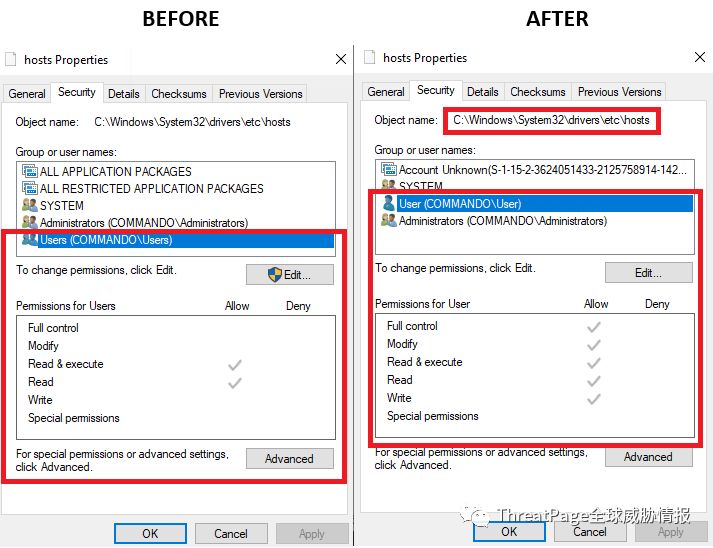 BEFORE
hosts Properties
General Security Details Checksums Previous Versions
Object name: C:\Windows\System32\drivers\etc\hosts
Group or user names:
ALL APPLICATION PACKAGES
ALL RESTRICTED APPLICATION PACKAGES
SYSTEM
Administrators (COMMANDO\Administrators)
Users (COMMANDO\Users)
To change permissions, click Edit.
Edit...
Permissions for Users Allow Deny
Full control
Modify
Read & execute
Read
Write
Special permissions
For special permissions or advanced settings,
click Advanced.
Advanced
OK Cancel Apply
AFTER
hosts Properties
General Security Details Checksums Previous Versions
Object name: C:\Windows\System32\drivers\etc\hosts
Group or user names:
Account Unknown(S-1-15-2-3624051433-2125758914-142...
SYSTEM
User (COMMANDO\User)
Administrators (COMMANDO\Administrators)
To change permissions, click Edit.
Edit...
Permissions for User Allow Deny
Full control
Modify
Read & execute
Read
Write
Special permissions
For special permissions or advanced settings,
click Advanced.
Advanced
OK Cancel Apply
ThreatPage全球威胁情报